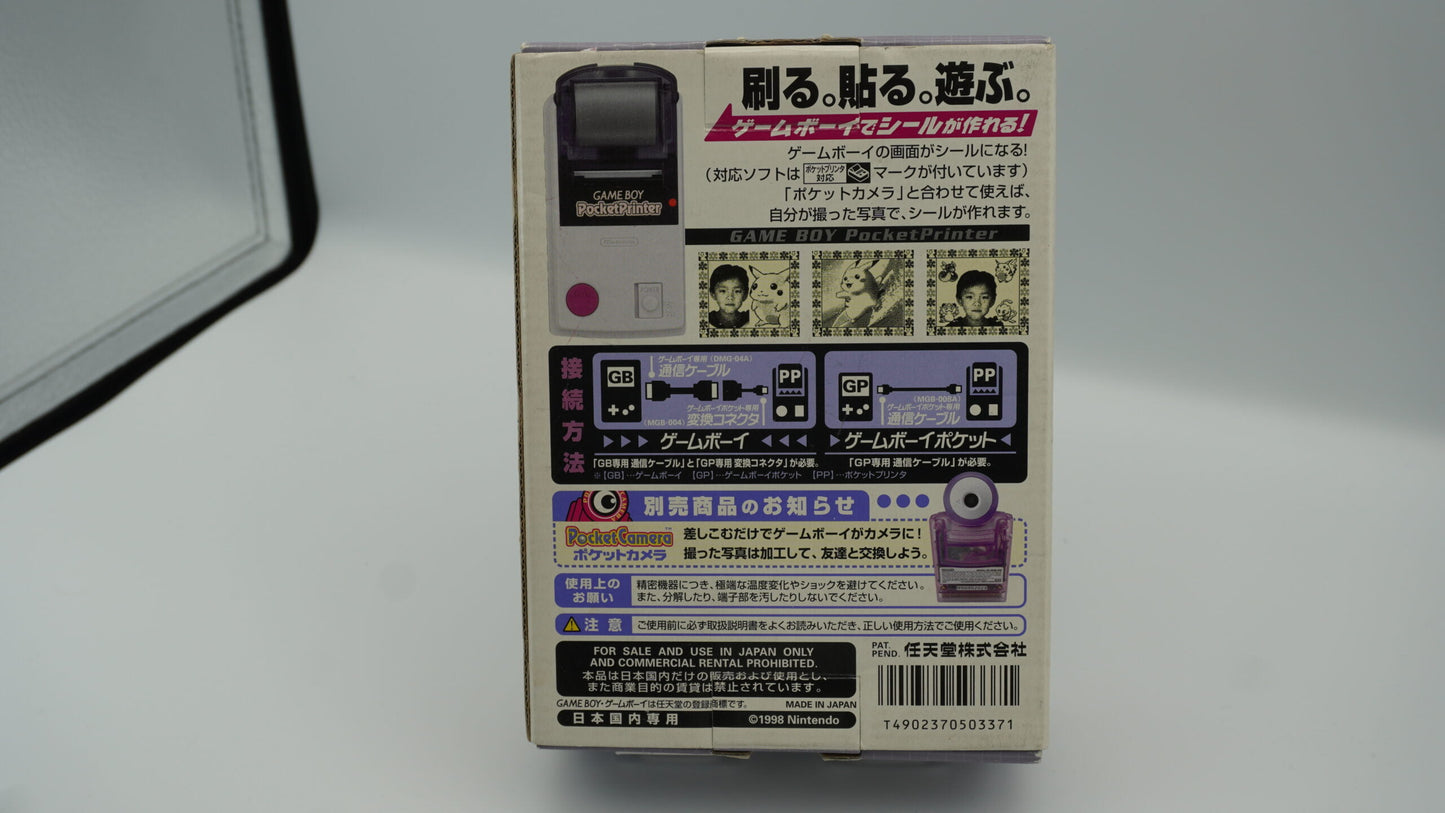 刷る。貼る。遊ぶ。
ゲームボーイでシールが作れる!
ゲームボーイの画面がシールになる!
(対応ソフトは ポケットプリンタ対応 マークが付いています)
「ポケットカメラ」と合わせて使えば、
自分が撮った写真で、シールが作れます。
GAME BOY PocketPrinter
GAME BOY
PocketPrinter
Nintendo
POWER
接続方法
GB
ゲームボーイ専用(DMG-04A)
通信ケーブル
PP
ゲームボーイポケット専用
(MGB-004) 変換コネクタ
ゲームボーイ
「GB専用 通信ケーブル」と「GP専用 変換コネクタ」が必要。
GP
PP
(MGB-008A)
ゲームボーイポケット専用
通信ケーブル
ゲームボーイポケット
「GP専用 通信ケーブル」が必要。
※【GB】…ゲームボーイ 【GP】…ゲームボーイポケット 【PP】…ポケットプリンタ
別売商品のお知らせ
PocketCamera™
ポケットカメラ
差しこむだけでゲームボーイがカメラに!
撮った写真は加工して、友達と交換しよう。
使用上の
お願い
精密機器につき、極端な温度変化やショックを避けてください。
また、分解したり、端子部を汚したりしないでください。
注意
ご使用前に必ず取扱説明書をよくお読みいただき、正しい使用方法でご使用ください。
FOR SALE AND USE IN JAPAN ONLY
AND COMMERCIAL RENTAL PROHIBITED.
本品は日本国内だけの販売および使用とし、
また商業目的の賃貸は禁止されています。
GAME BOY・ゲームボーイは任天堂の登録商標です。
MADE IN JAPAN
日本国内専用
©1998 Nintendo
PAT.
PEND.
任天堂株式会社
T4902370503371